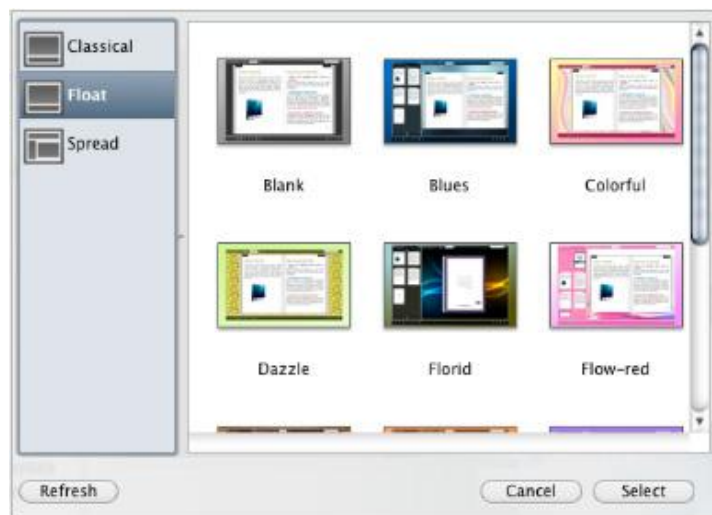 Classical
Float
Spread
Blank
Blues
Colorful
Dazzle
Florid
Flow-red
Refresh
Cancel
Select